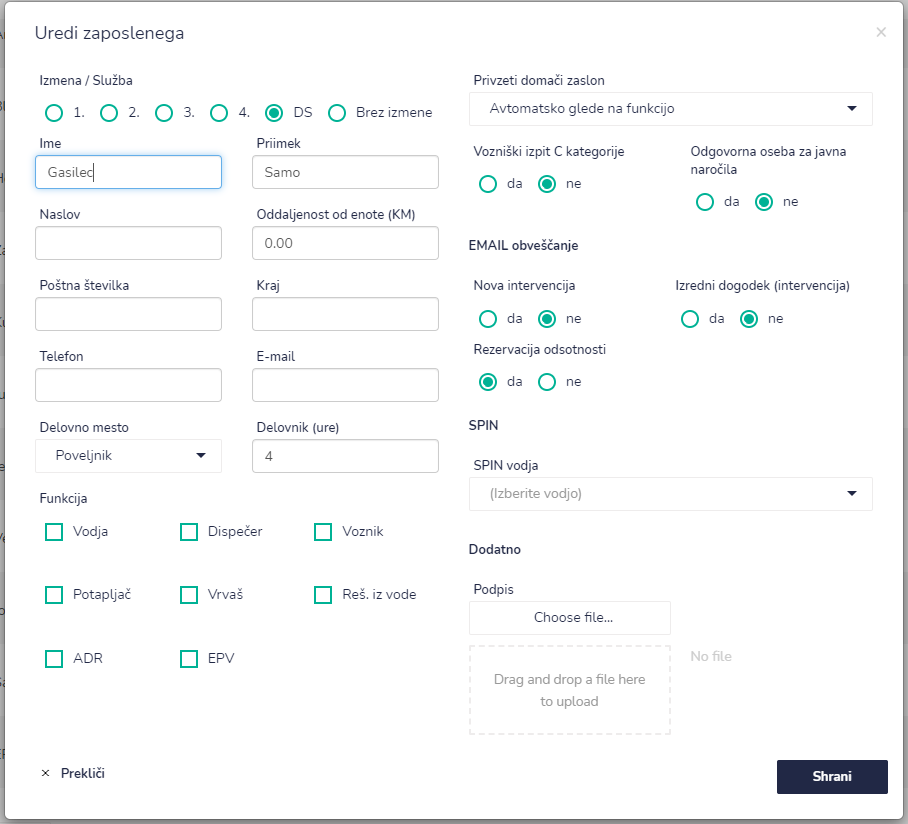 Uredi zaposlenega
×
Izmena / Služba
1. 2. 3. 4. DS Brez izmene
Ime
Priimek
Gasilec
Samo
Naslov
Oddaljenost od enote (KM)
0.00
Poštna številka
Kraj
Telefon
E-mail
Delovno mesto
Delovnik (ure)
Poveljnik
4
Funkcija
Vodja
Dispečer
Voznik
Potapljač
Vrvaš
Reš. iz vode
ADR
EPV
Privzeti domači zaslon
Avtomatsko glede na funkcijo
Vozniški izpit C kategorije
da ne
Odgovorna oseba za javna
naročila
da ne
EMAIL obveščanje
Nova intervencija
da ne
Izredni dogodek (intervencija)
da ne
Rezervacija odsotnosti
da ne
SPIN
SPIN vodja
(Izberite vodjo)
Dodatno
Podpis
Choose file...
Drag and drop a file here
to upload
No file
× Prekliči
Shrani